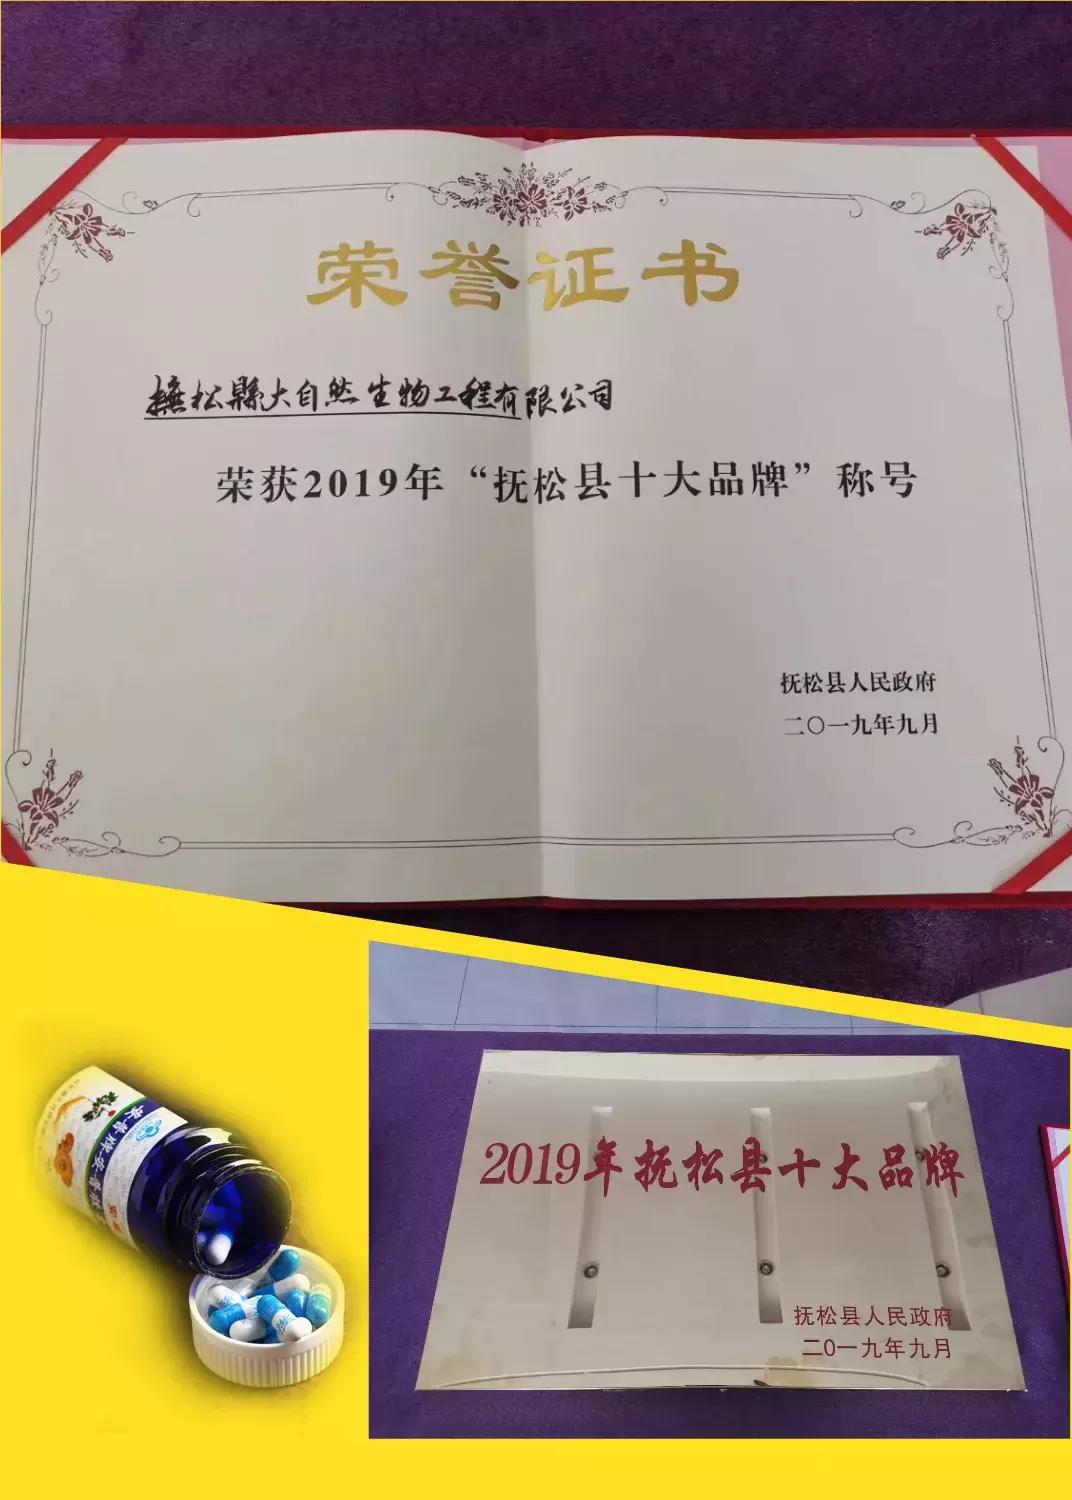 荣誉证书
撫松縣大自然生物工程有限公司
荣获2019年“抚松县十大品牌”称号
抚松县人民政府
二〇一九年九月
2019年抚松县十大品牌
抚松县人民政府
二0一九年九月